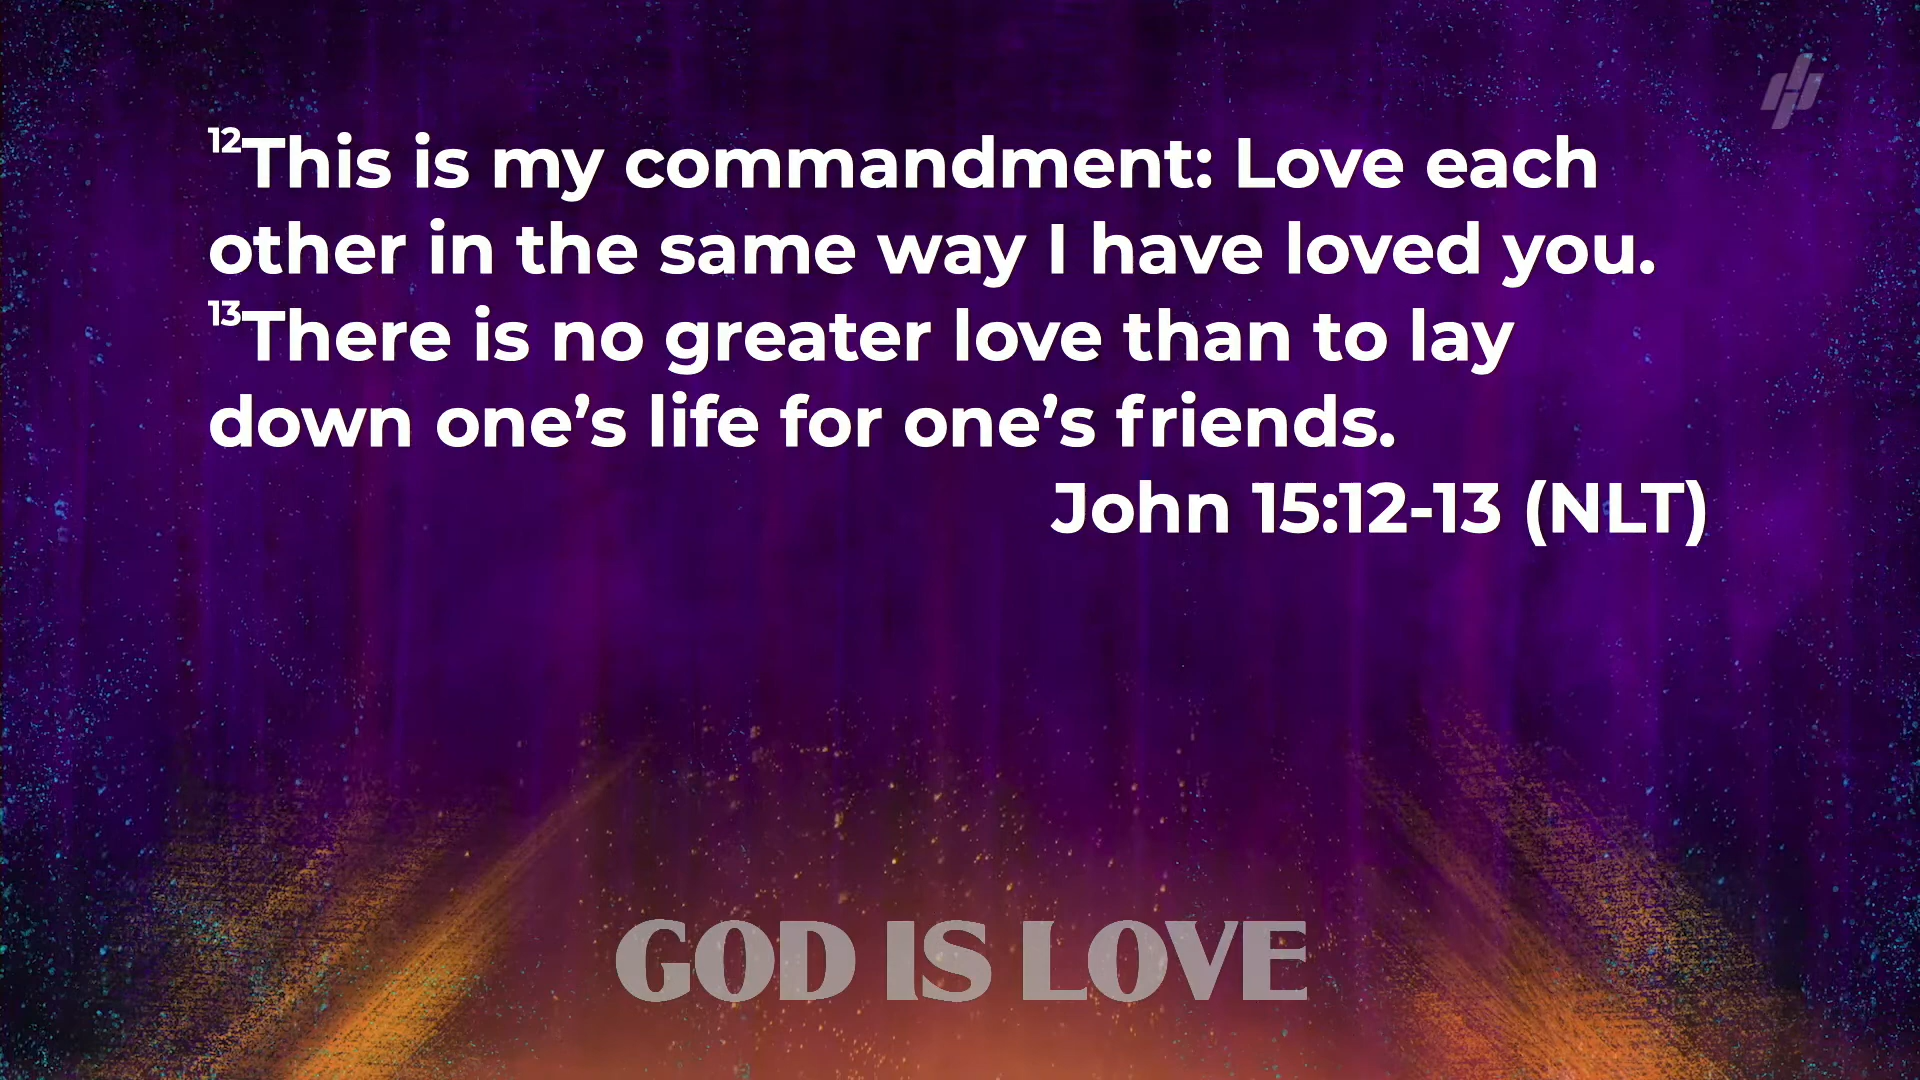 ¹²This is my commandment: Love each
other in the same way I have loved you.
¹³There is no greater love than to lay
down one’s life for one’s friends.
John 15:12-13 (NLT)
GOD IS LOVE